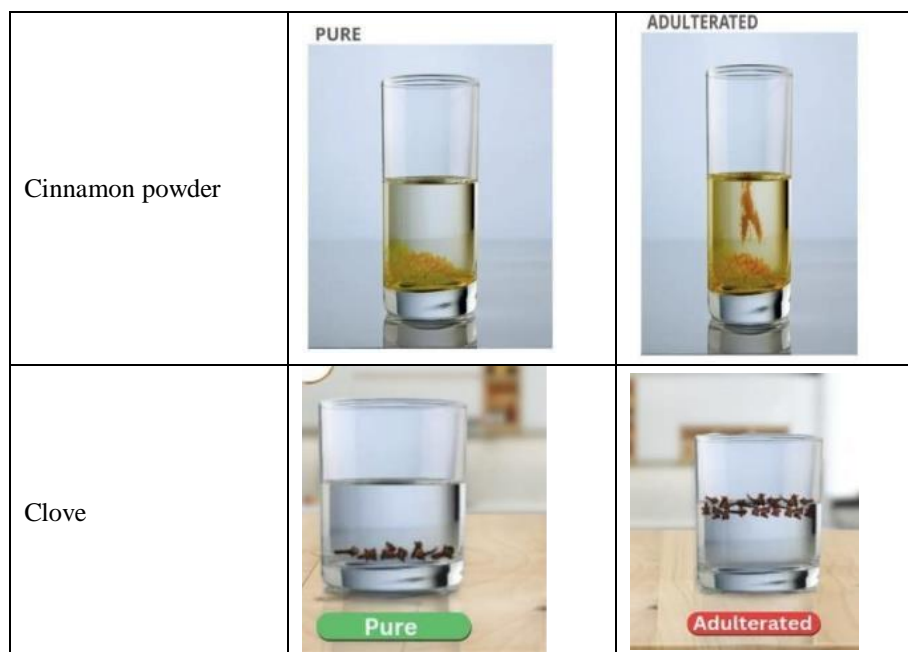 PURE
ADULTERATED
Cinnamon powder
Clove
Pure
Adulterated